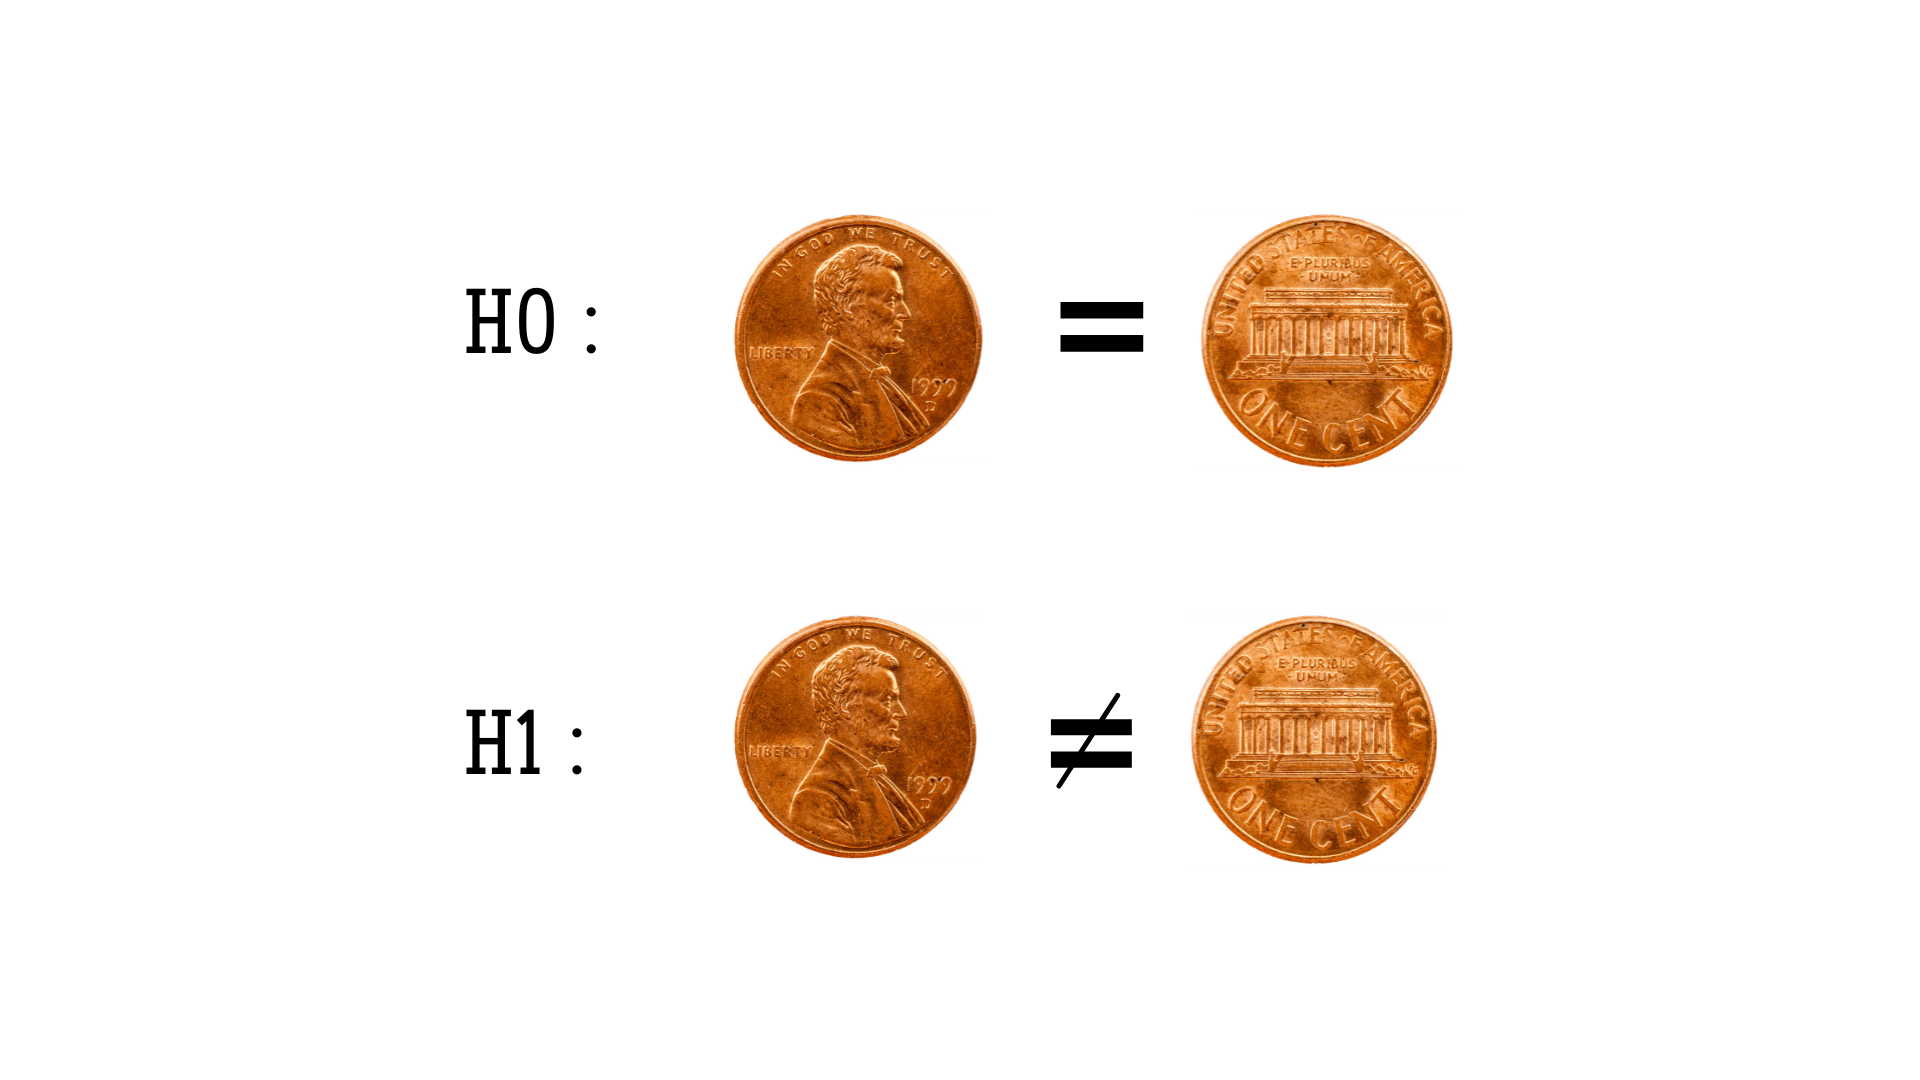 H0 :
IN GOD WE TRUST
LIBERTY
1999
D
=
UNITED STATES OF AMERICA
E·PLURIBUS
·UNUM·
ONE CENT
H1 :
IN GOD WE TRUST
LIBERTY
1999
D
≠
UNITED STATES OF AMERICA
E·PLURIBUS
·UNUM·
ONE CENT